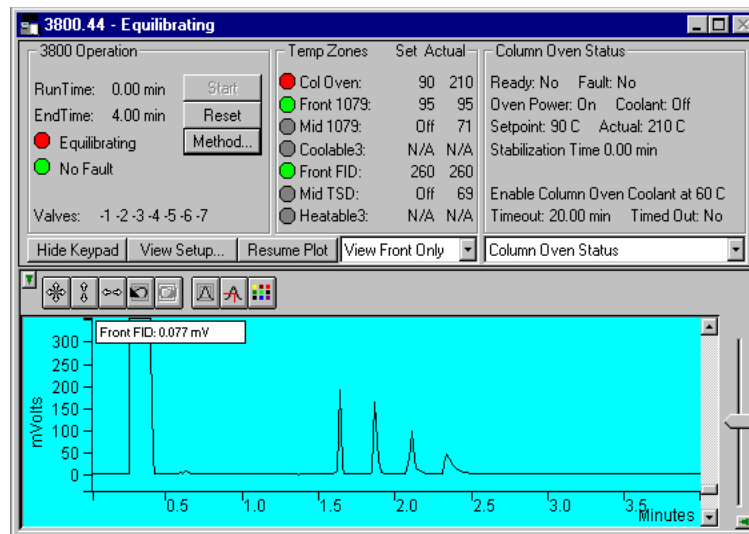 3800.44 - Equilibrating
3800 Operation
RunTime: 0.00 min
Start
EndTime: 4.00 min
Reset
Equilibrating
Method...
No Fault
Valves: -1 -2 -3 -4 -5 -6 -7
Temp Zones Set Actual
Col Oven: 90 210
Front 1079: 95 95
Mid 1079: Off 71
Coolable3: N/A N/A
Front FID: 260 260
Mid TSD: Off 69
Heatable3: N/A N/A
Column Oven Status
Ready: No Fault: No
Oven Power: On Coolant: Off
Setpoint: 90 C Actual: 210 C
Stabilization Time 0.00 min
Enable Column Oven Coolant at 60 C
Timeout: 20.00 min Timed Out: No
Hide Keypad View Setup... Resume Plot View Front Only Column Oven Status
Front FID: 0.077 mV
mVolts
300
250
200
150
100
50
0
0.5 1.0 1.5 2.0 2.5 3.0 3.5
Minutes